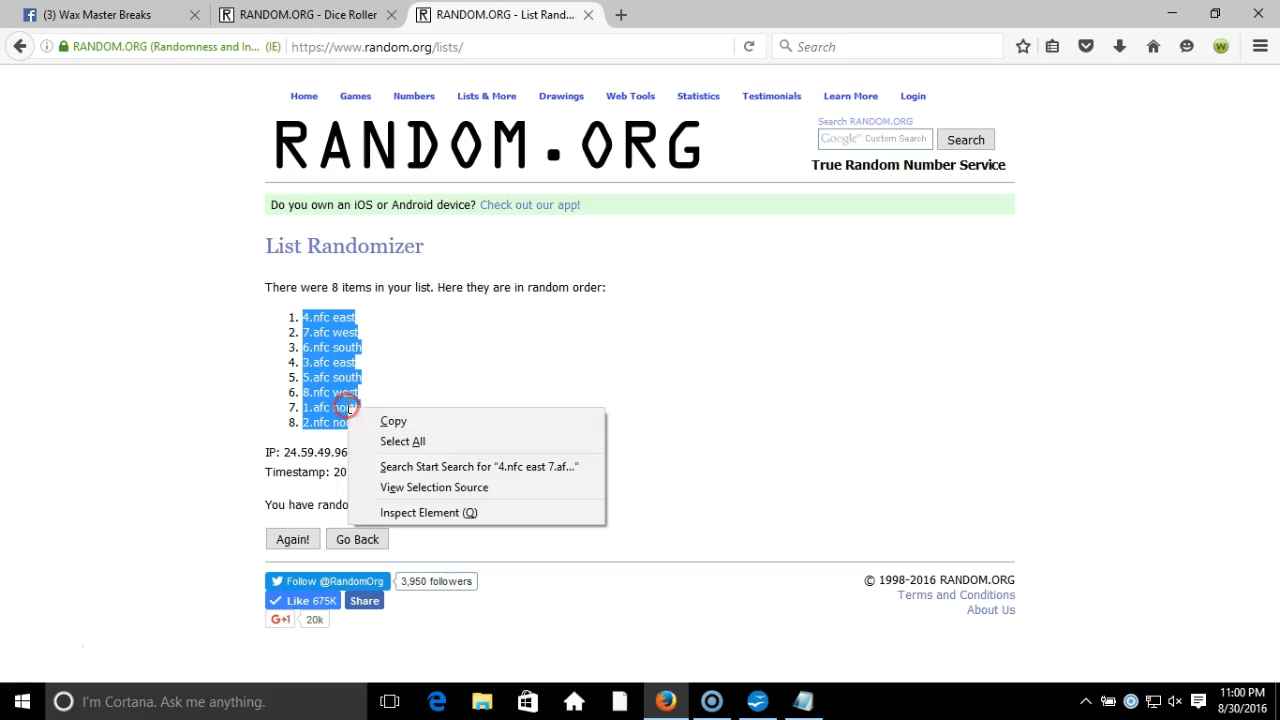 (3) Wax Master Breaks
RANDOM.ORG - Dice Roller
RANDOM.ORG - List Rand...
RANDOM.ORG (Randomness and In... (IE)
https://www.random.org/lists/
Search
Home
Games
Numbers
Lists & More
Drawings
Web Tools
Statistics
Testimonials
Learn More
Login
RANDOM.ORG
Search RANDOM.ORG
Google™ Custom Search
Search
True Random Number Service
Do you own an iOS or Android device? Check out our app!
List Randomizer
There were 8 items in your list. Here they are in random order:
1. 4.nfc east
2. 7.afc west
3. 6.nfc south
4. 3.afc east
5. 5.afc south
6. 8.nfc west
7. 1.afc north
8. 2.nfc nor
Copy
Select All
Search Start Search for "4.nfc east 7.af..."
View Selection Source
Inspect Element (Q)
IP: 24.59.49.96
Timestamp: 20
You have rando
Again!
Go Back
Follow @RandomOrg
3,950 followers
Like 675K
Share
G+1
20k
© 1998-2016 RANDOM.ORG
Terms and Conditions
About Us
I'm Cortana. Ask me anything.
11:00 PM
8/30/2016